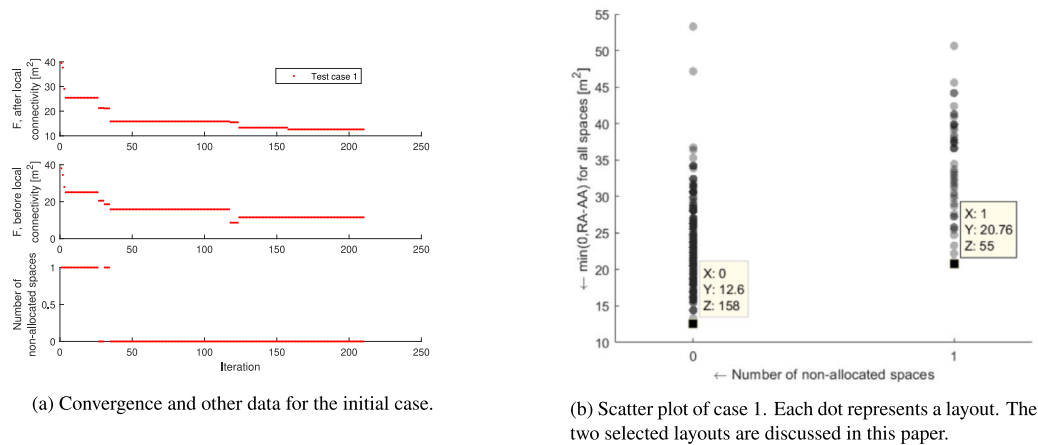 40
30
20
10
0
50
100
150
200
250
F, after local
connectivity [m²]
Test case 1
40
20
0
0
50
100
150
200
250
F, before local
connectivity [m²]
1
0.5
0
0
50
100
150
200
250
Number of
non-allocated spaces
Iteration
(a) Convergence and other data for the initial case.
55
50
45
40
35
30
25
20
15
10
← min(0,RA-AA) for all spaces [m²]
X: 0
Y: 12.6
Z: 158
X: 1
Y: 20.76
Z: 55
0
1
← Number of non-allocated spaces
(b) Scatter plot of case 1. Each dot represents a layout. The
two selected layouts are discussed in this paper.